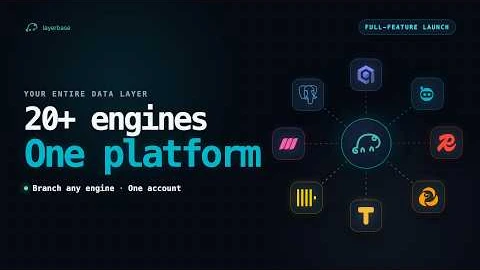 layerbase
FULL-FEATURE LAUNCH
YOUR ENTIRE DATA LAYER
20+ engines
One platform
Branch any engine · One account